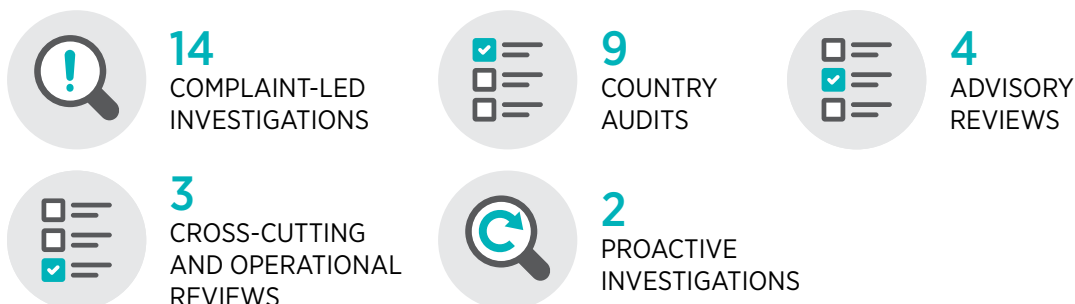 14
COMPLAINT-LED
INVESTIGATIONS
9
COUNTRY
AUDITS
4
ADVISORY
REVIEWS
3
CROSS-CUTTING
AND OPERATIONAL
REVIEWS
2
PROACTIVE
INVESTIGATIONS